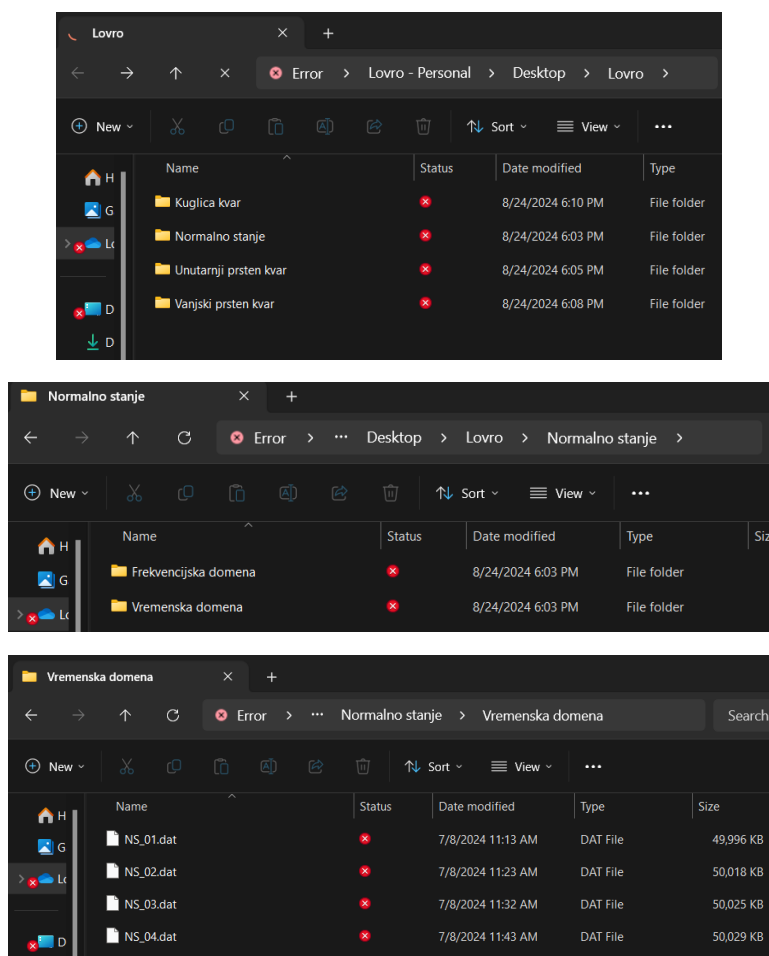 Lovro
Error > Lovro - Personal > Desktop > Lovro >
New Sort View ...
Name Status Date modified Type
H
G
Lo
D
D
Kuglica kvar 8/24/2024 6:10 PM File folder
Normalno stanje 8/24/2024 6:03 PM File folder
Unutarnji prsten kvar 8/24/2024 6:05 PM File folder
Vanjski prsten kvar 8/24/2024 6:08 PM File folder
Normalno stanje
Error > ... Desktop > Lovro > Normalno stanje >
New Sort View ...
Name Status Date modified Type Siz
H
G
Lo
Frekvencijska domena 8/24/2024 6:03 PM File folder
Vremenska domena 8/24/2024 6:03 PM File folder
Vremenska domena
Error > ... Normalno stanje > Vremenska domena Search
New Sort View ...
Name Status Date modified Type Size
H
G
Lo
D
NS_01.dat 7/8/2024 11:13 AM DAT File 49,996 KB
NS_02.dat 7/8/2024 11:23 AM DAT File 50,018 KB
NS_03.dat 7/8/2024 11:32 AM DAT File 50,025 KB
NS_04.dat 7/8/2024 11:43 AM DAT File 50,029 KB